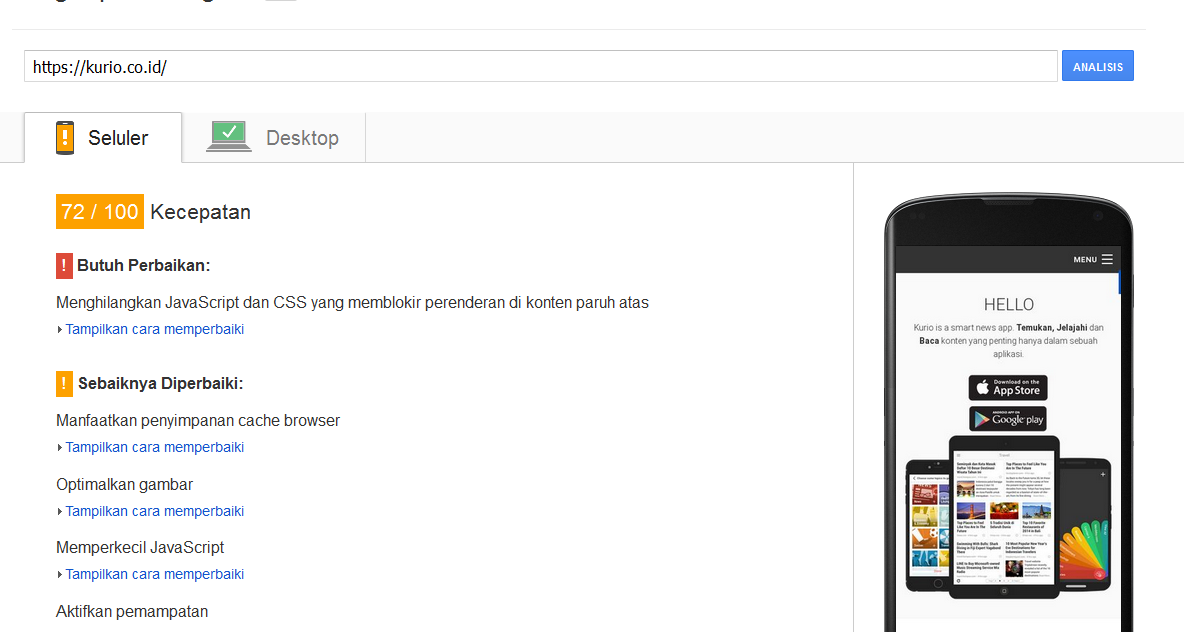 https://kurio.co.id/
ANALISIS
Seluler
Desktop
72 / 100 Kecepatan
! Butuh Perbaikan:
Menghilangkan JavaScript dan CSS yang memblokir perenderan di konten paruh atas
Tampilkan cara memperbaiki
! Sebaiknya Diperbaiki:
Manfaatkan penyimpanan cache browser
Tampilkan cara memperbaiki
Optimalkan gambar
Tampilkan cara memperbaiki
Memperkecil JavaScript
Tampilkan cara memperbaiki
Aktifkan pemampatan
MENU
HELLO
Kurio is a smart news app. Temukan, Jelajahi dan
Baca konten yang penting hanya dalam sebuah
aplikasi.
Download on the
App Store
ANDROID APP ON
Google play